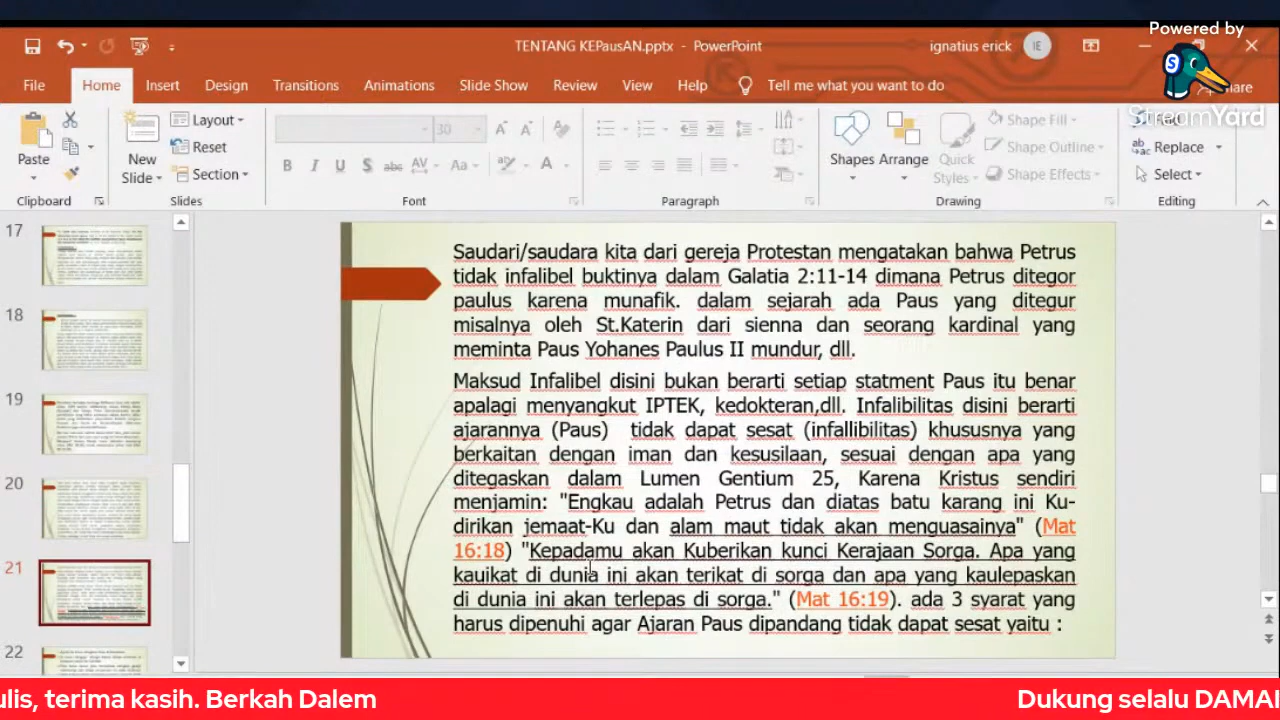 Powered by
TENTANG KEPausAN.pptx - PowerPoint
ignatius erick
IE
StreamYard
File Home Insert Design Transitions Animations Slide Show Review View Help Tell me what you want to do
Paste
Clipboard
New
Slide
Layout
Reset
Section
Slides
30
B I U S abc AV Aa A
Font
Paragraph
Shapes Arrange Quick
Styles
Shape Fill
Shape Outline
Shape Effects
Drawing
Replace
Select
Editing
17
18
19
20
21
22
Saudari/saudara kita dari gereja Protestan mengatakan bahwa Petrus
tidak infalibel buktinya dalam Galatia 2:11-14 dimana Petrus ditegor
paulus karena munafik. dalam sejarah ada Paus yang ditegur
misalnya oleh St.Katerin dari sienna dan seorang kardinal yang
meminta Paus Yohanes Paulus II mundur, dll.
Maksud Infalibel disini bukan berarti setiap statment Paus itu benar
apalagi menyangkut IPTEK, kedokteran,dll. Infalibilitas disini berarti
ajarannya (Paus) tidak dapat sesat (infallibilitas) khususnya yang
berkaitan dengan iman dan kesusilaan, sesuai dengan apa yang
ditegaskan dalam Lumen Gentium 25, Karena Kristus sendiri
menjamin. "Engkau adalah Petrus dan diatas batu karang ini Ku-
dirikan jemaat-Ku dan alam maut tidak akan menguasainya" (Mat
16:18) "Kepadamu akan Kuberikan kunci Kerajaan Sorga. Apa yang
kauikat di dunia ini akan terikat di sorga dan apa yang kaulepaskan
di dunia ini akan terlepas di sorga." (Mat 16:19). ada 3 syarat yang
harus dipenuhi agar Ajaran Paus dipandang tidak dapat sesat yaitu :
ulis, terima kasih. Berkah Dalem
Dukung selalu DAMAI